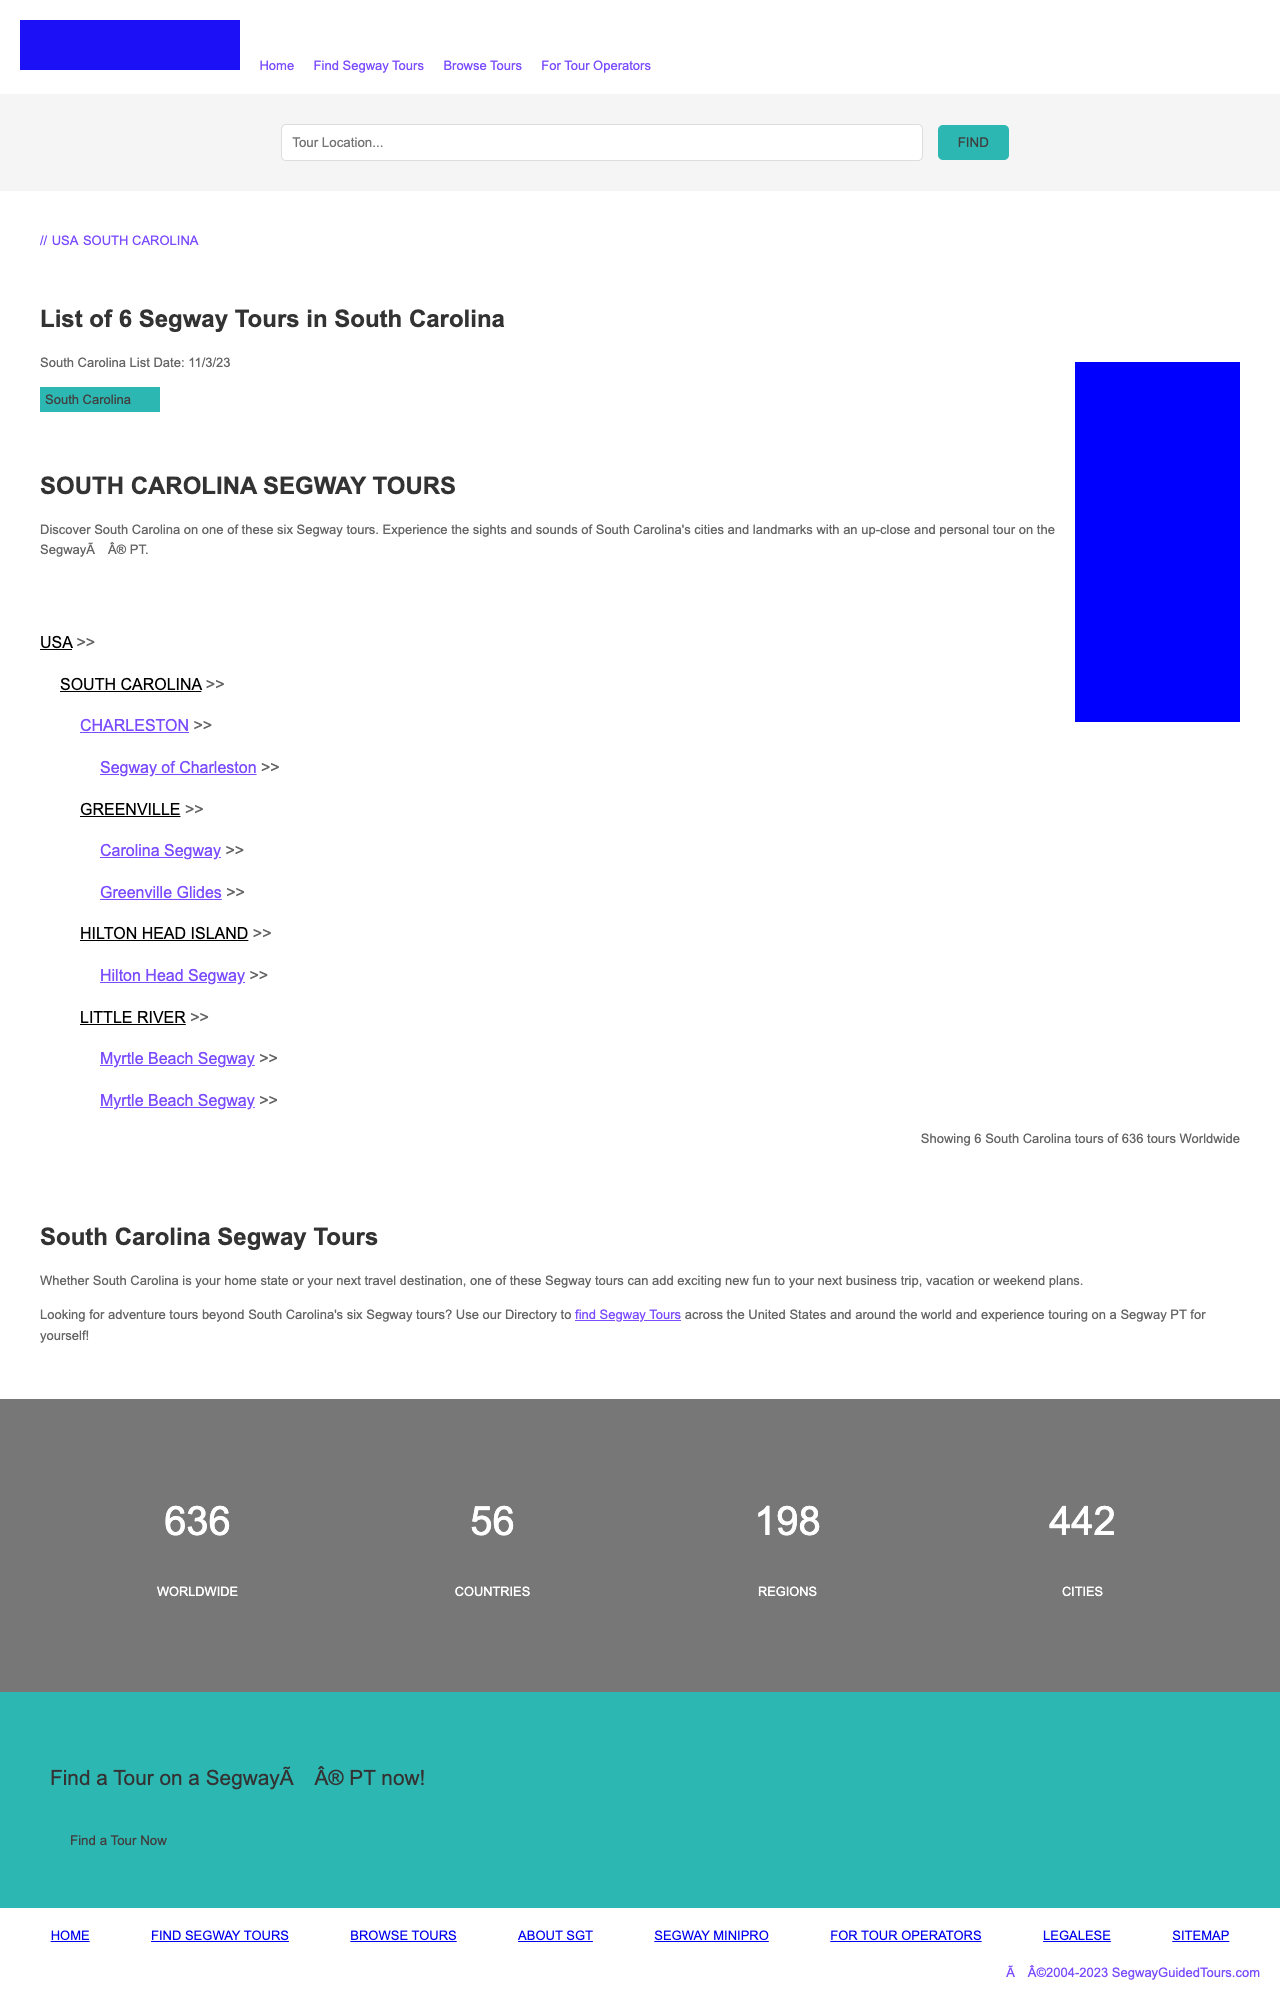 Home Find Segway Tours Browse Tours For Tour Operators
Tour Location... FIND
// USA SOUTH CAROLINA
List of 6 Segway Tours in South Carolina
South Carolina List Date: 11/3/23
South Carolina
SOUTH CAROLINA SEGWAY TOURS
Discover South Carolina on one of these six Segway tours. Experience the sights and sounds of South Carolina's cities and landmarks with an up-close and personal tour on the
SegwayÃ Â® PT.
USA >>
SOUTH CAROLINA >>
CHARLESTON >>
Segway of Charleston >>
GREENVILLE >>
Carolina Segway >>
Greenville Glides >>
HILTON HEAD ISLAND >>
Hilton Head Segway >>
LITTLE RIVER >>
Myrtle Beach Segway >>
Myrtle Beach Segway >>
Showing 6 South Carolina tours of 636 tours Worldwide
South Carolina Segway Tours
Whether South Carolina is your home state or your next travel destination, one of these Segway tours can add exciting new fun to your next business trip, vacation or weekend plans.
Looking for adventure tours beyond South Carolina's six Segway tours? Use our Directory to find Segway Tours across the United States and around the world and experience touring on a Segway PT for
yourself!
636 56 198 442
WORLDWIDE COUNTRIES REGIONS CITIES
Find a Tour on a SegwayÃ Â® PT now!
Find a Tour Now
HOME FIND SEGWAY TOURS BROWSE TOURS ABOUT SGT SEGWAY MINIPRO FOR TOUR OPERATORS LEGALESE SITEMAP
Ã Â©2004-2023 SegwayGuidedTours.com